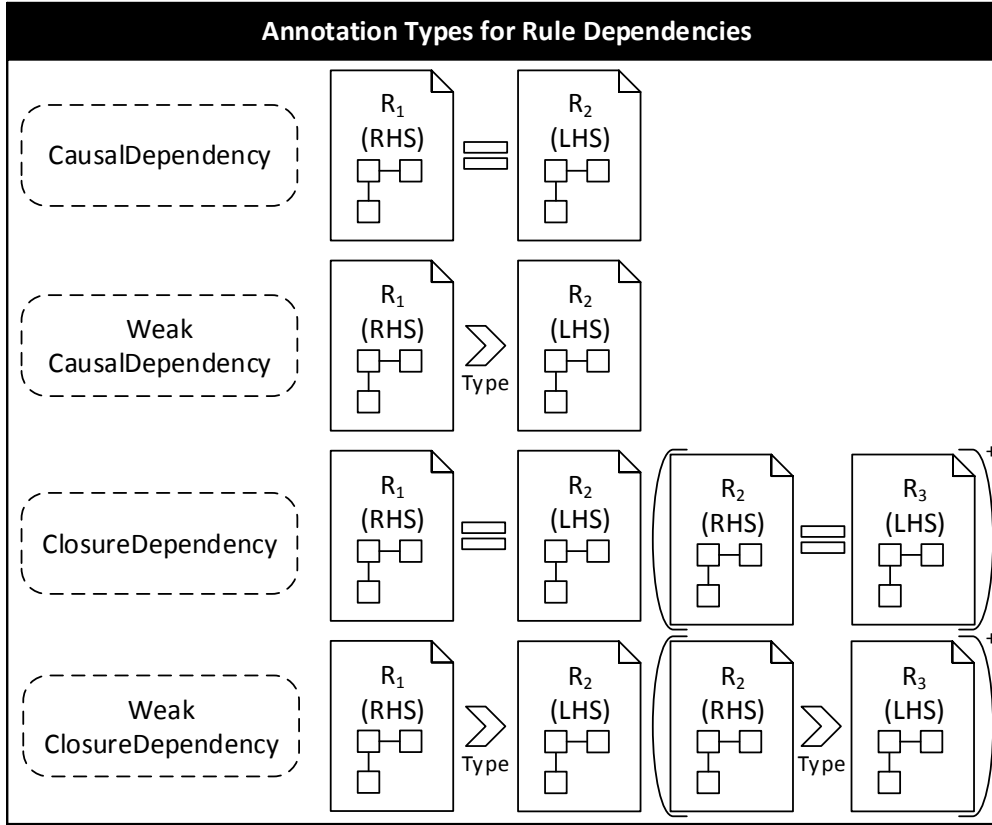 Annotation Types for Rule Dependencies
CausalDependency
R₁
(RHS)
R₂
(LHS)
Weak
CausalDependency
R₁
(RHS)
Type
R₂
(LHS)
ClosureDependency
R₁
(RHS)
R₂
(LHS)
R₂
(RHS)
R₃
(LHS)
+
Weak
ClosureDependency
R₁
(RHS)
Type
R₂
(LHS)
R₂
(RHS)
Type
R₃
(LHS)
+